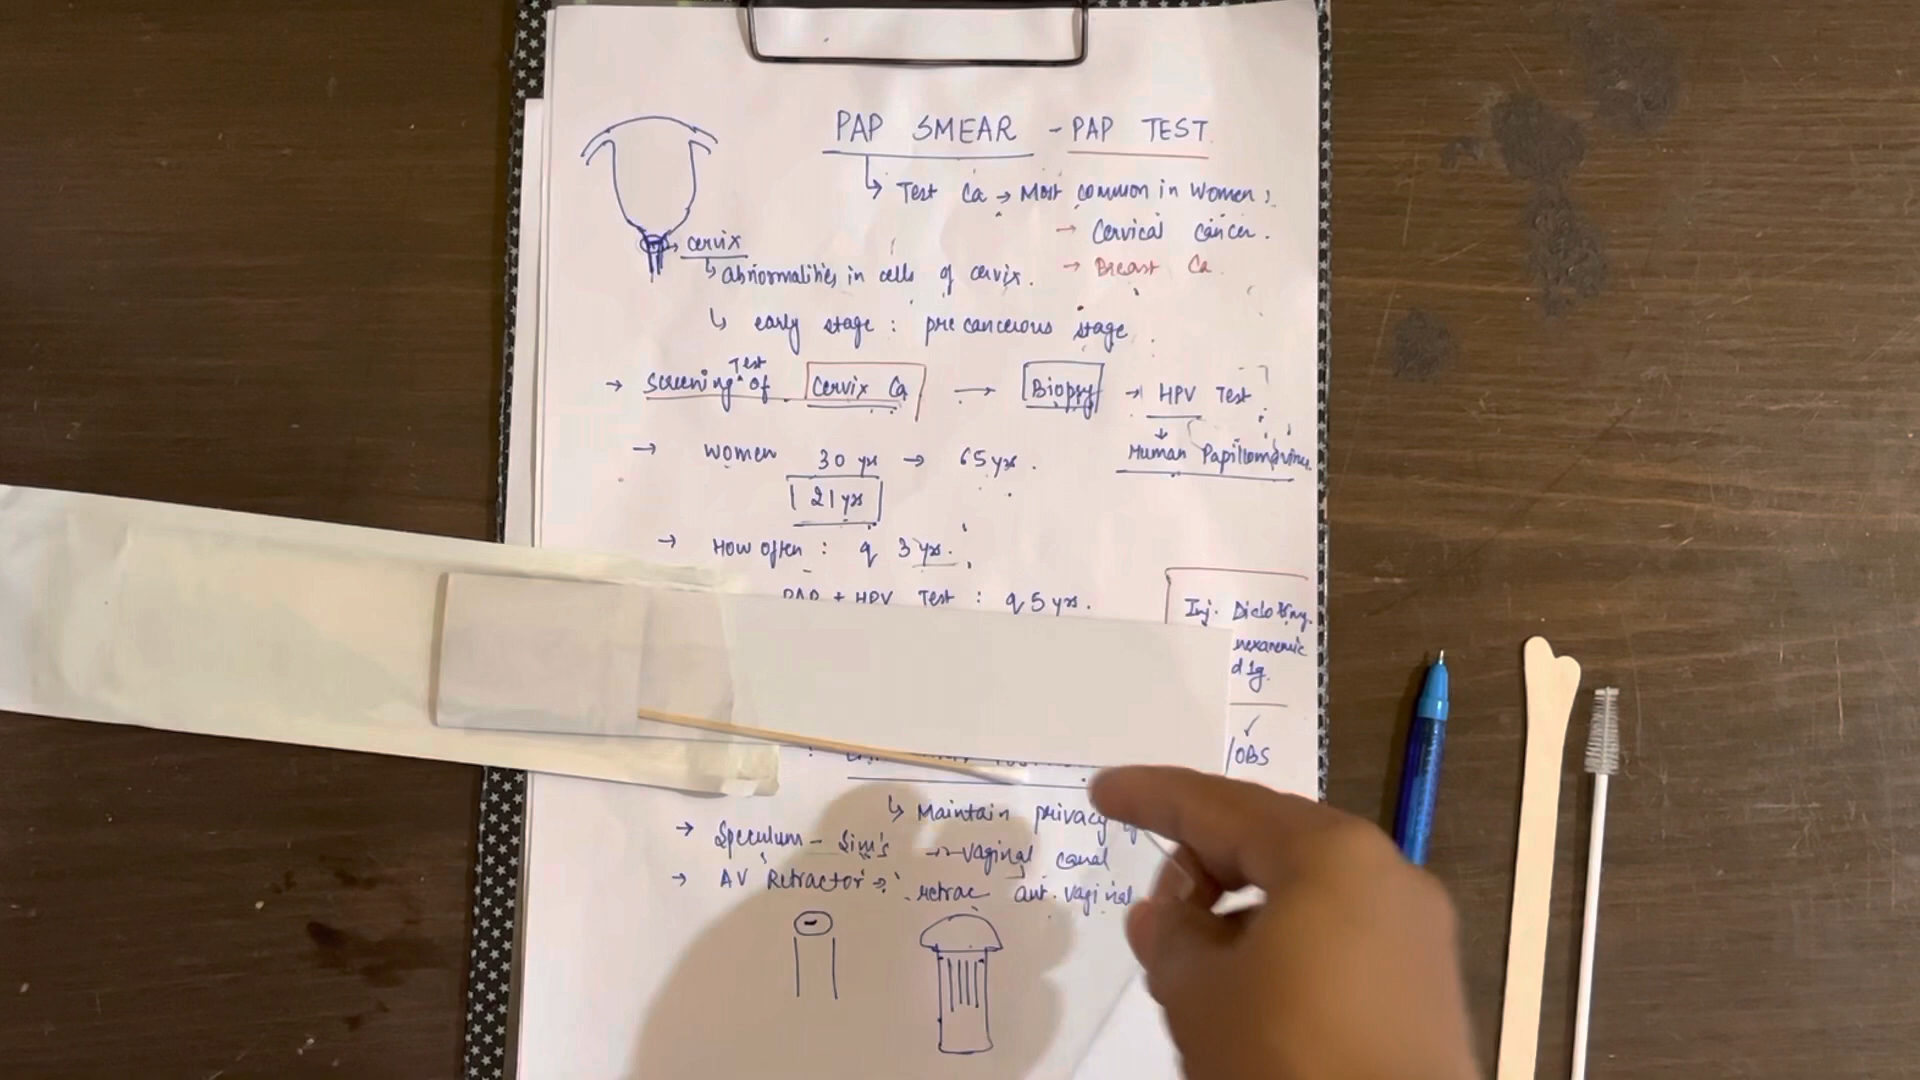 PAP SMEAR - PAP TEST
↳ Test Ca → Most common in women :
→ Cervical cancer.
→ Breast Ca.
→ cervix
↳ abnormalities in cells of cervix.
↳ early stage : pre cancerous stage.
→ Screening Test of Cervix Ca → Biopsy → HPV Test
↓
Human Papillomavirus
→ women 30 yrs → 65 yrs.
21 yrs
→ How often : q 3 yrs.
PAP + HPV Test : q 5 yrs.
Inj. Diclo
d 1g.
/OBS
↳ Maintain privacy
→ Speculum - Sim's → vaginal canal
→ AV Retractor → retrac ant. vaginal